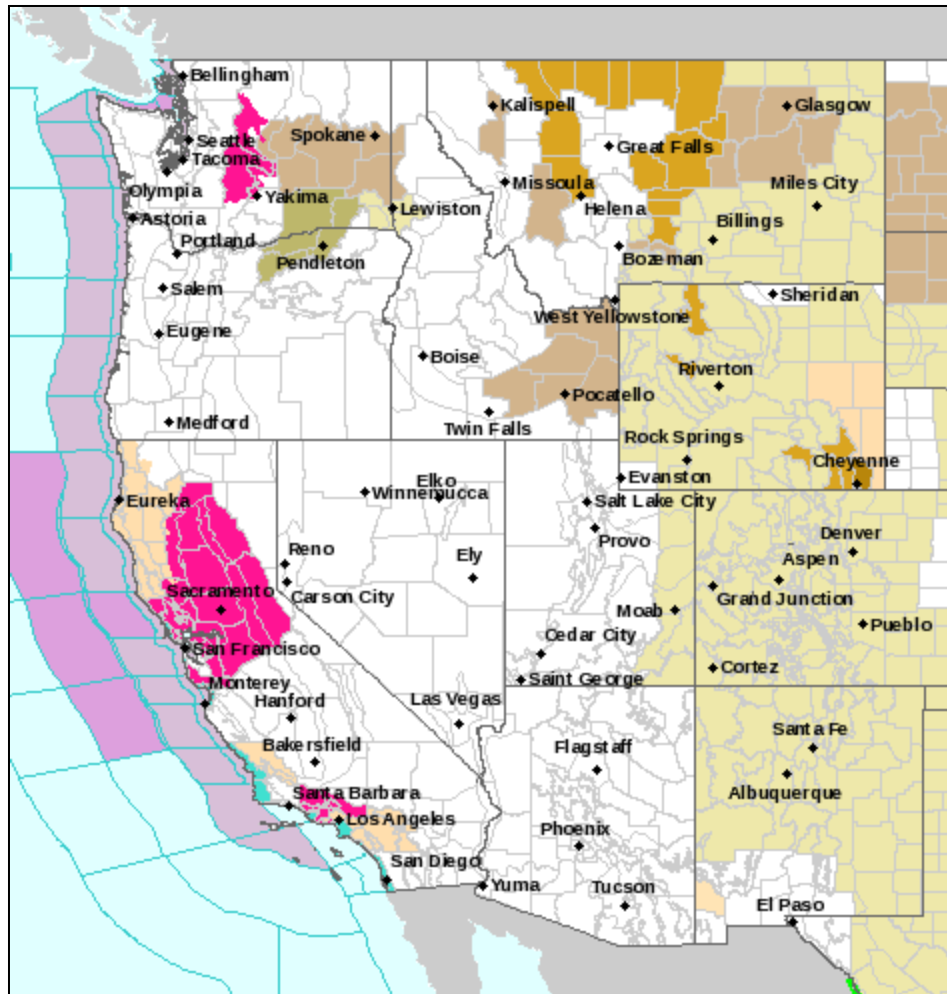 Bellingham
Kalispell
Glasgow
Spokane
Seattle
Great Falls
Tacoma
Missoula
Miles City
Olympia
Yakima
Lewiston
Helena
Astoria
Billings
Portland
Pendleton
Bozeman
Salem
Sheridan
West Yellowstone
Eugene
Boise
Riverton
Pocatello
Medford
Twin Falls
Rock Springs
Cheyenne
Elko
Evanston
Winnemucca
Eureka
Salt Lake City
Denver
Provo
Reno
Ely
Aspen
Sacramento
Carson City
Grand Junction
Moab
Pueblo
Cedar City
San Francisco
Cortez
Saint George
Monterey
Hanford
Las Vegas
Santa Fe
Bakersfield
Flagstaff
Santa Barbara
Albuquerque
Los Angeles
Phoenix
San Diego
Yuma
Tucson
El Paso